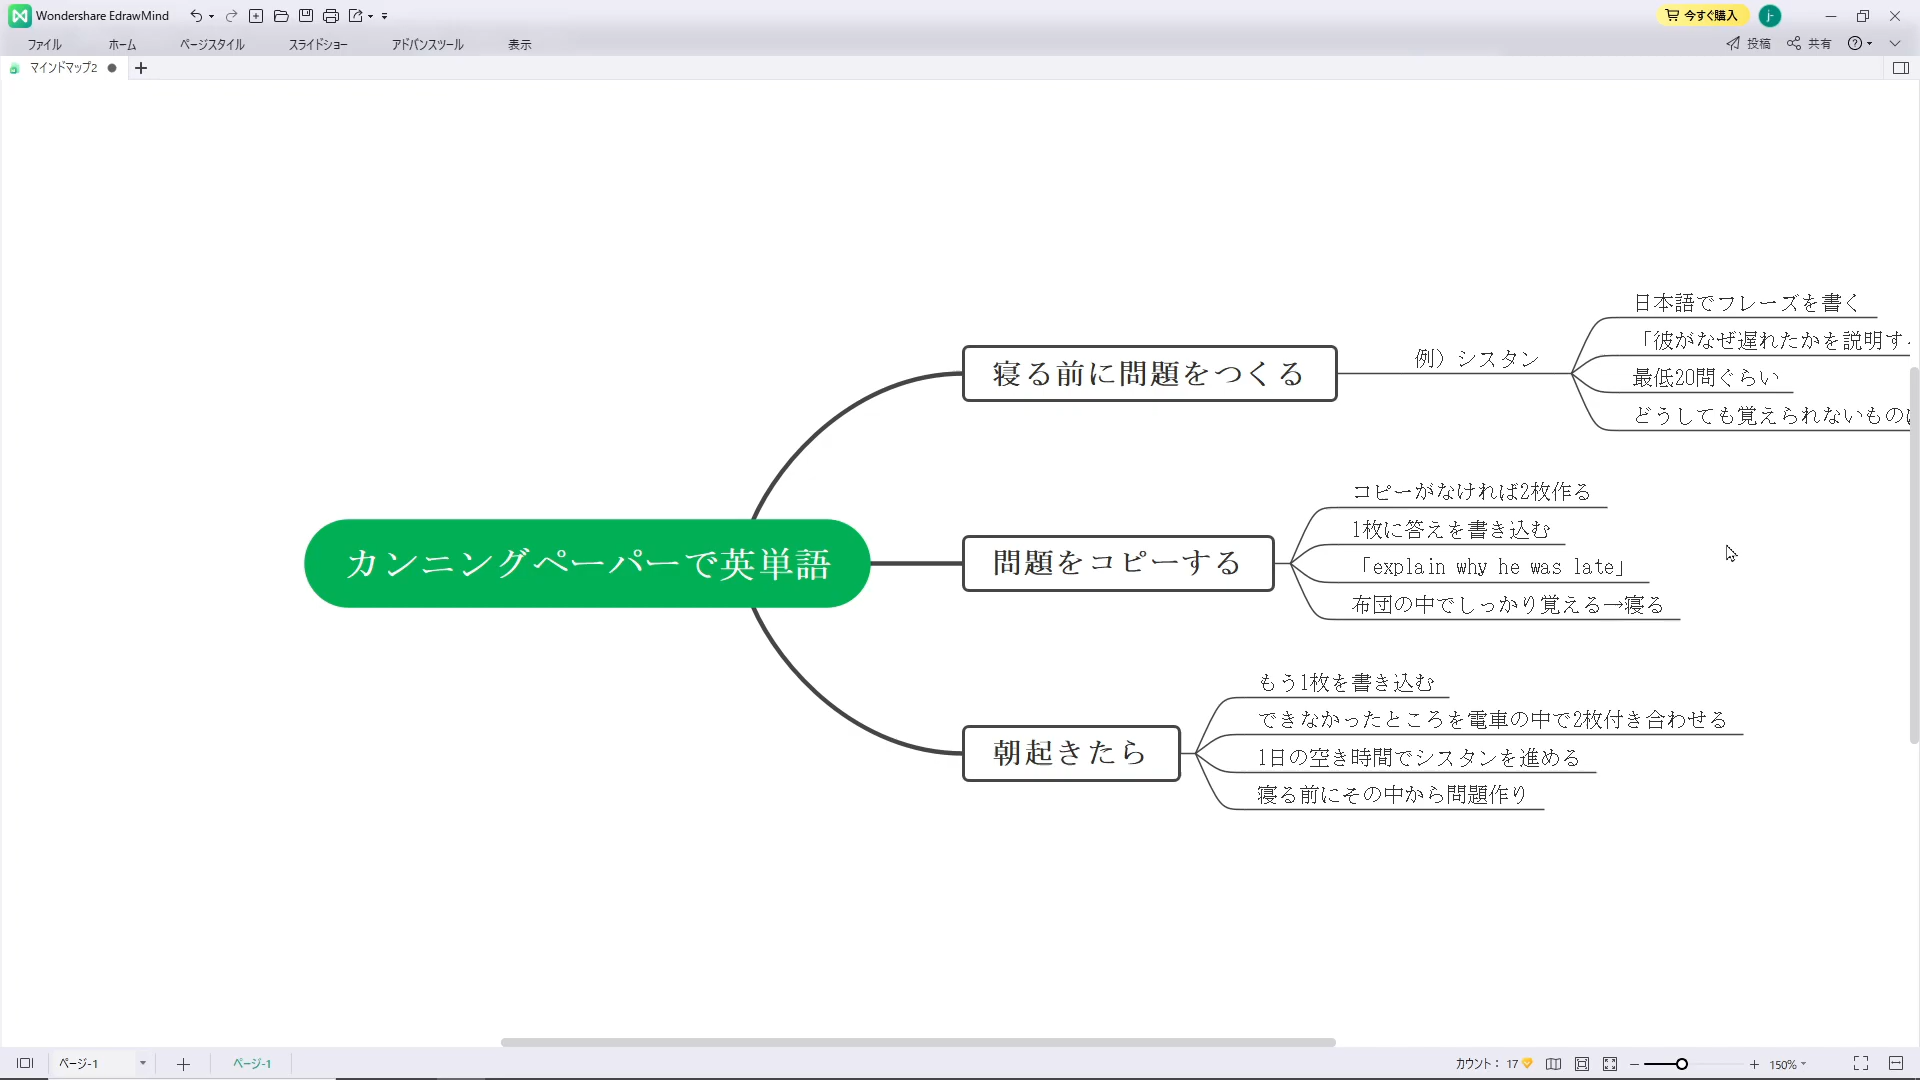 Wondershare EdrawMind
今すぐ購入
j-
ファイル ホーム ページスタイル スライドショー アドバンスツール 表示
投稿 共有
マインドマップ2
日本語でフレーズを書く
「彼がなぜ遅れたかを説明す
例）シスタン
寝る前に問題をつくる
最低20問ぐらい
どうしても覚えられないもの
コピーがなければ2枚作る
1枚に答えを書き込む
カンニングペーパーで英単語
問題をコピーする
「explain why he was late」
布団の中でしっかり覚える→寝る
もう1枚を書き込む
できなかったところを電車の中で2枚付き合わせる
朝起きたら
1日の空き時間でシスタンを進める
寝る前にその中から問題作り
ページ-1
ページ-1
カウント： 17
150%